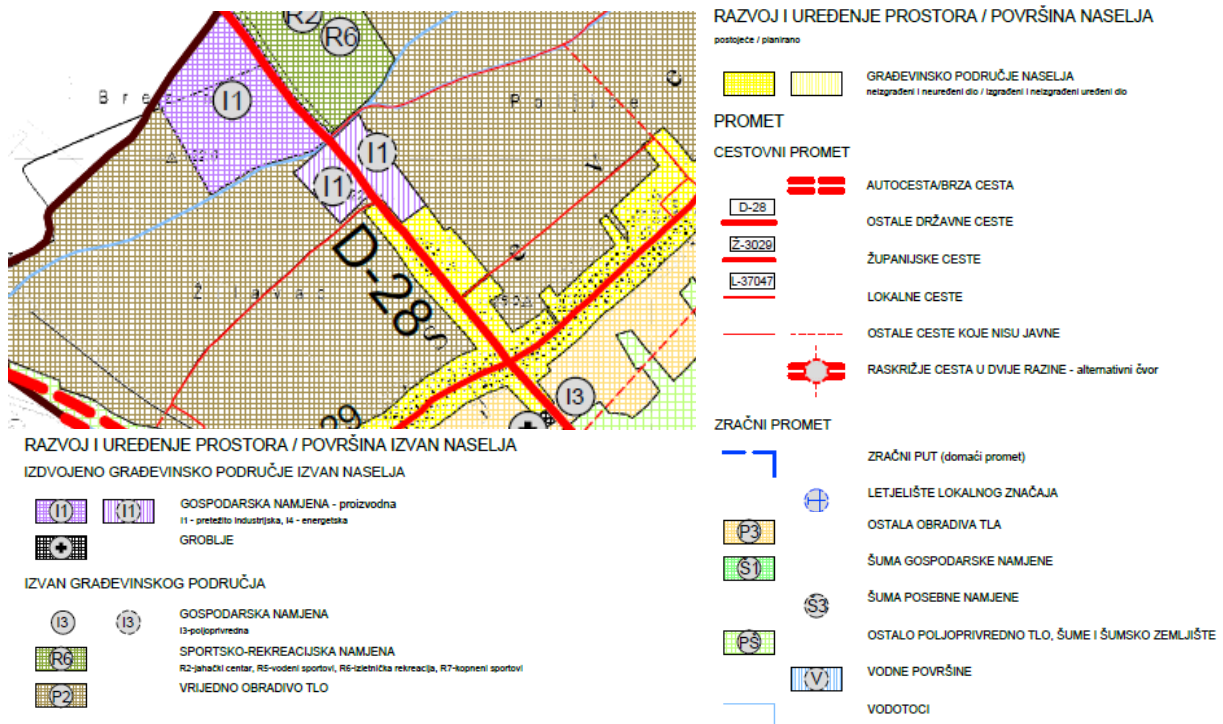 R2
R6
I1
Brez
P o l j i c e
I1
I1
D-28
I3
29
RAZVOJ I UREĐENJE PROSTORA / POVRŠINA IZVAN NASELJA
IZDVOJENO GRAĐEVINSKO PODRUČJE IZVAN NASELJA
I1 I1 GOSPODARSKA NAMJENA - proizvodna
I1 - pretežito industrijska, I4 - energetska
GROBLJE
IZVAN GRAĐEVINSKOG PODRUČJA
I3 I3 GOSPODARSKA NAMJENA
I3-poljoprivredna
R6 SPORTSKO-REKREACIJSKA NAMJENA
R2-jahački centar, R5-vodeni sportovi, R6-izletnička rekreacija, R7-kopneni sportovi
P2 VRIJEDNO OBRADIVO TLO
RAZVOJ I UREĐENJE PROSTORA / POVRŠINA NASELJA
postojeće / planirano
GRAĐEVINSKO PODRUČJE NASELJA
neizgrađeni i neuređeni dio / izgrađeni i neizgrađeni uređeni dio
PROMET
CESTOVNI PROMET
AUTOCESTA/BRZA CESTA
D-28
OSTALE DRŽAVNE CESTE
Ž-3029
ŽUPANIJSKE CESTE
L-37047
LOKALNE CESTE
OSTALE CESTE KOJE NISU JAVNE
RASKRIŽJE CESTA U DVIJE RAZINE - alternativni čvor
ZRAČNI PROMET
ZRAČNI PUT (domaći promet)
LETJELIŠTE LOKALNOG ZNAČAJA
P3 OSTALA OBRADIVA TLA
Š1 ŠUMA GOSPODARSKE NAMJENE
Š3 ŠUMA POSEBNE NAMJENE
PŠ OSTALO POLJOPRIVREDNO TLO, ŠUME I ŠUMSKO ZEMLJIŠTE
V VODNE POVRŠINE
VODOTOCI